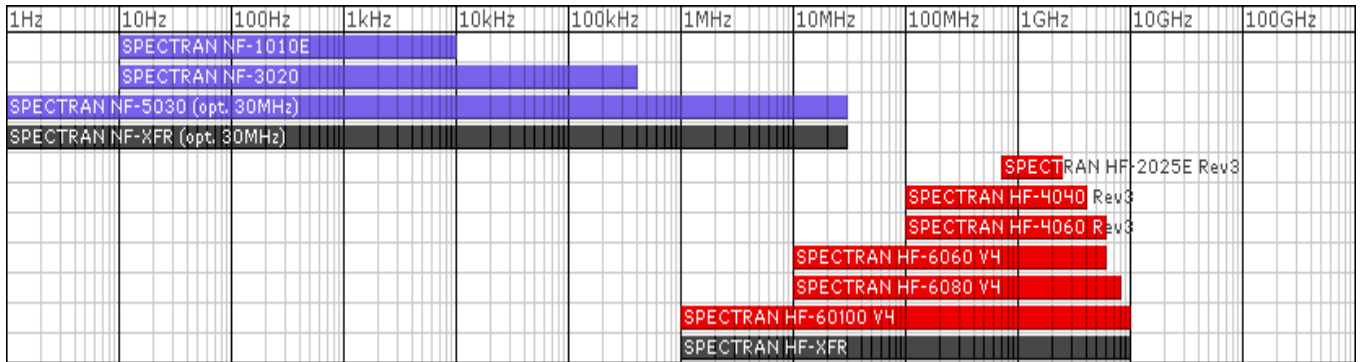 1Hz 10Hz 100Hz 1kHz 10kHz 100kHz 1MHz 10MHz 100MHz 1GHz 10GHz 100GHz
SPECTRAN NF-1010E
SPECTRAN NF-3020
SPECTRAN NF-5030 (opt. 30MHz)
SPECTRAN NF-XFR (opt. 30MHz)
SPECTRAN HF-2025E Rev3
SPECTRAN HF-4040 Rev3
SPECTRAN HF-4060 Rev3
SPECTRAN HF-6060 V4
SPECTRAN HF-6080 V4
SPECTRAN HF-60100 V4
SPECTRAN HF-XFR